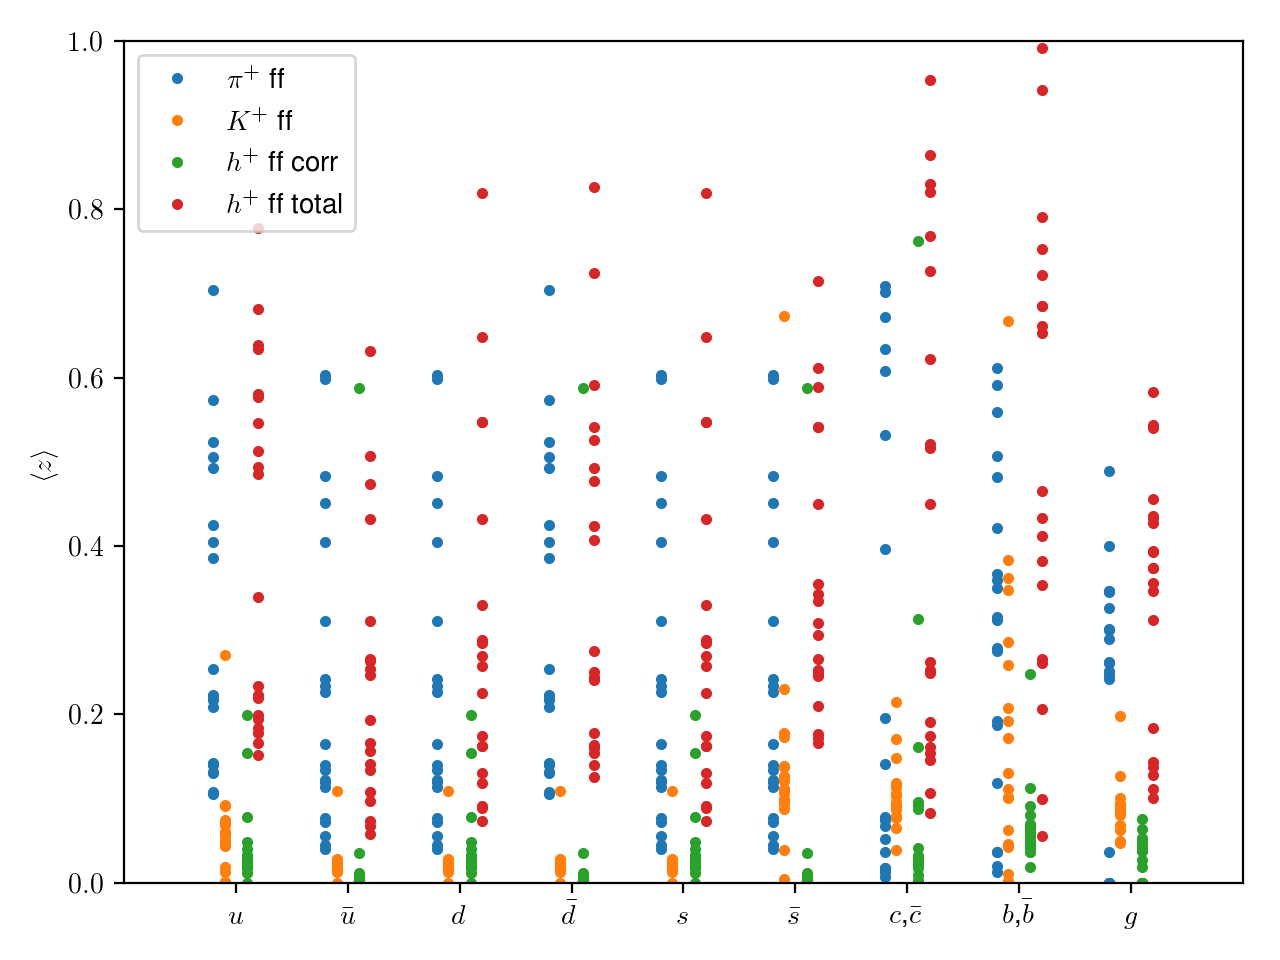 1.0
0.8
0.6
0.4
0.2
0.0
⟨z⟩
π⁺ ff
K⁺ ff
h⁺ ff corr
h⁺ ff total
u ū d d̄ s s̄ c,c̄ b,b̄ g